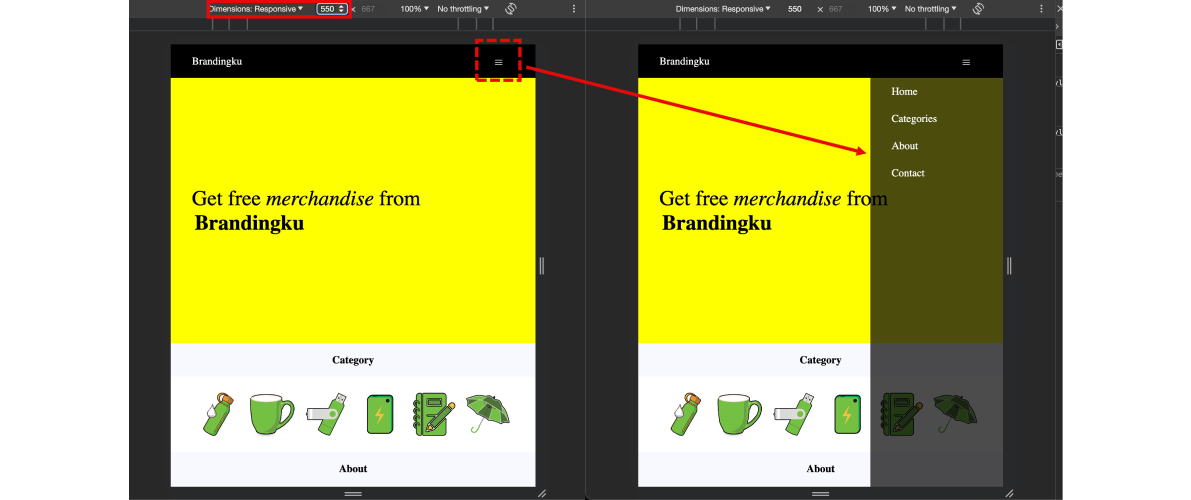 Dimensions: Responsive ▼ 550 × 667 100% ▼ No throttling ▼
Dimensions: Responsive ▼ 550 × 667 100% ▼ No throttling ▼
Brandingku
Get free merchandise from
Brandingku
Category
About
Brandingku
Home
Categories
About
Contact
Get free merchandise from
Brandingku
Category
About